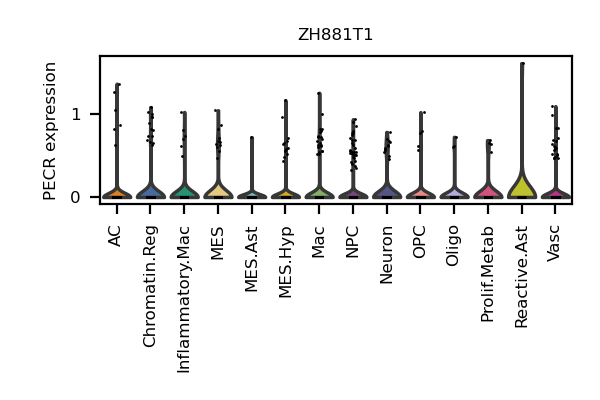 ZH881T1
PECR expression
1
0
AC
Chromatin.Reg
Inflammatory.Mac
MES
MES.Ast
MES.Hyp
Mac
NPC
Neuron
OPC
Oligo
Prolif.Metab
Reactive.Ast
Vasc